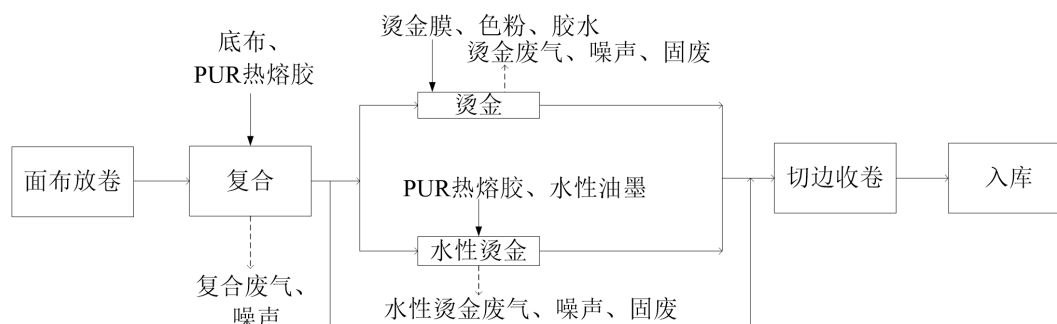 烫金膜、色粉、胶水
底布、
PUR热熔胶
烫金废气、噪声、固废
烫金
面布放卷
复合
PUR热熔胶、水性油墨
切边收卷
入库
水性烫金
复合废气、
噪声
水性烫金废气、噪声、固废